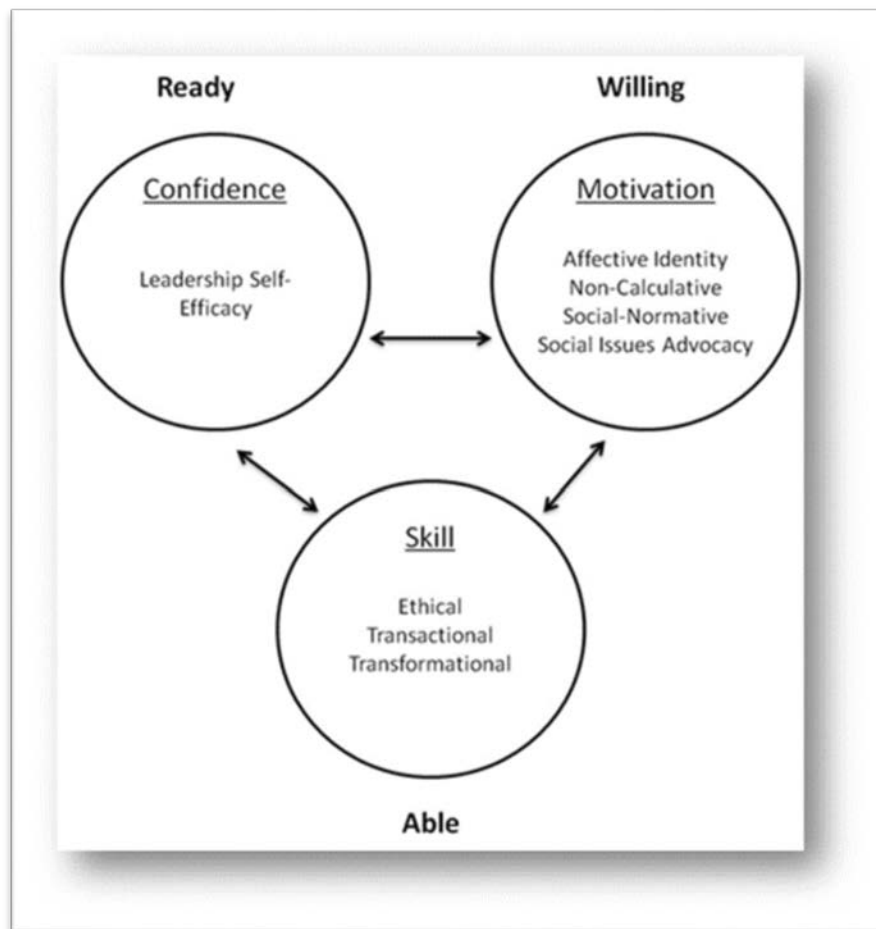 Ready
Confidence
Leadership Self-
Efficacy
Willing
Motivation
Affective Identity
Non-Calculative
Social-Normative
Social Issues Advocacy
Skill
Ethical
Transactional
Transformational
Able